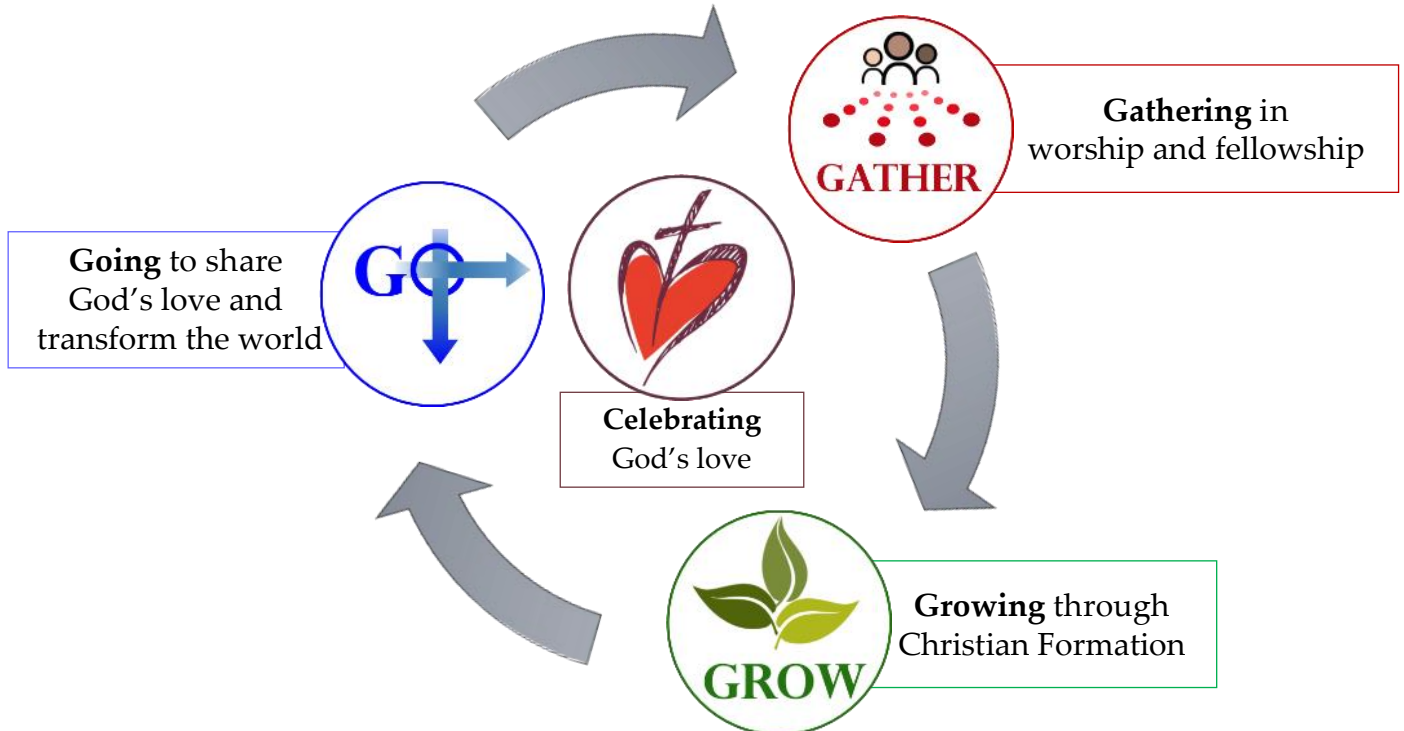 GATHER
Gathering in
worship and fellowship
GO
Going to share
God's love and
transform the world
Celebrating
God's love
GROW
Growing through
Christian Formation